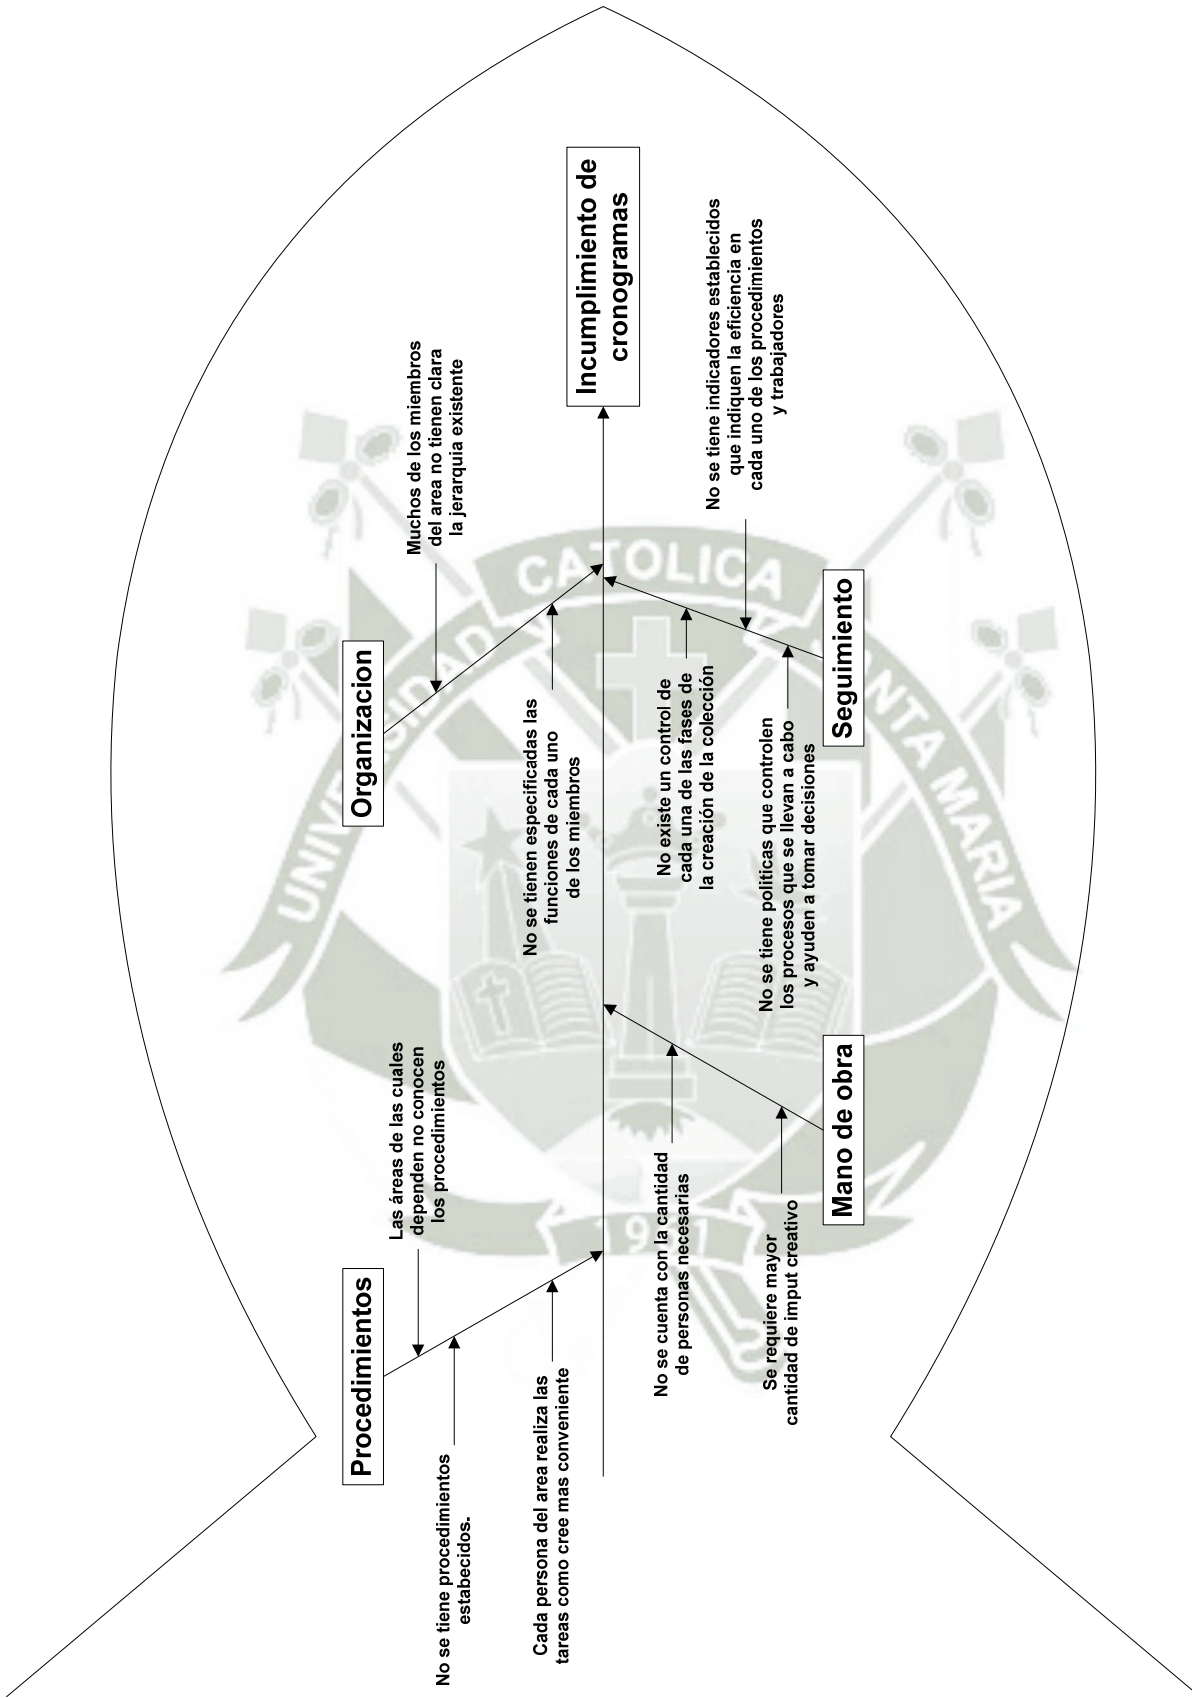 Procedimientos
Las áreas de las cuales
dependen no conocen
los procedimientos
No se tiene procedimientos
estabecidos.
Cada persona del area realiza las
tareas como cree mas conveniente
Organizacion
Muchos de los miembros
del area no tienen clara
la jerarquia existente
No se tienen especificadas las
funciones de cada uno
de los miembros
Incumplimiento de
cronogramas
Mano de obra
No se cuenta con la cantidad
de personas necesarias
Se requiere mayor
cantidad de imput creativo
Seguimiento
No existe un control de
cada una de las fases de
la creación de la colección
No se tiene indicadores establecidos
que indiquen la eficiencia en
cada uno de los procedimientos
y trabajadores
No se tiene politicas que controlen
los procesos que se llevan a cabo
y ayuden a tomar decisiones
UNIVERSIDAD CATOLICA SANTA MARIA